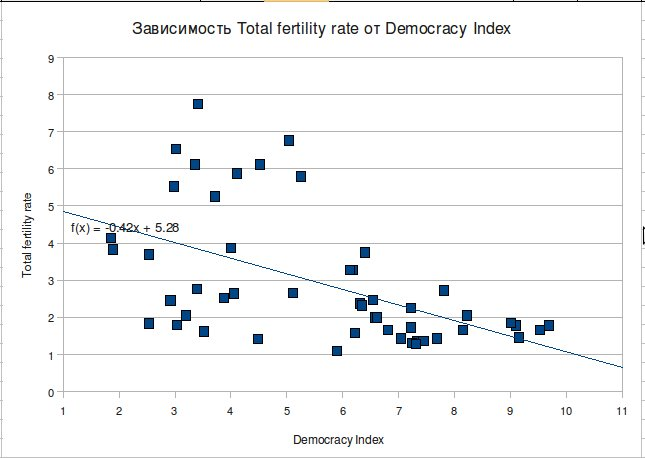 Зависимость Total fertility rate от Democracy Index
9
8
7
6
5
4
3
2
1
0
Total fertility rate
f(x) = -0.42x + 5.28
1 2 3 4 5 6 7 8 9 10 11
Democracy Index